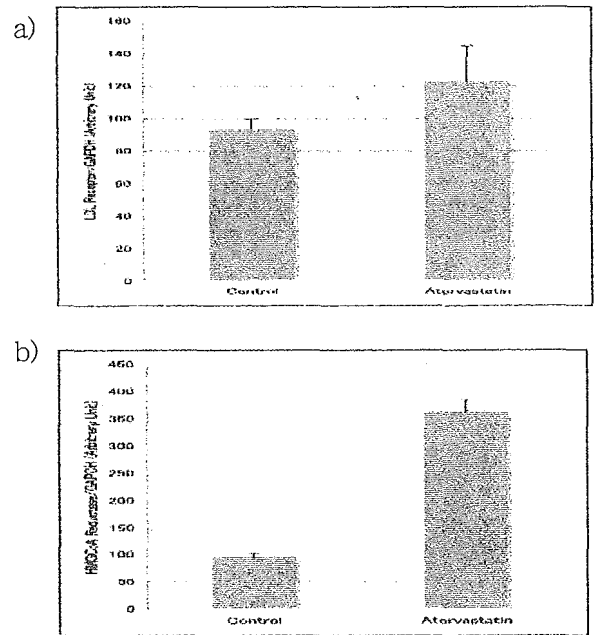 a)
160
140
120
100
80
60
40
20
0
LDL Receptor/GAPDH (Arbitrary Unit)
Control
Atorvastatin
b)
450
400
350
300
250
200
150
100
50
0
HMGCoA Reductase/GAPDH (Arbitrary Unit)
Control
Atorvaptatin